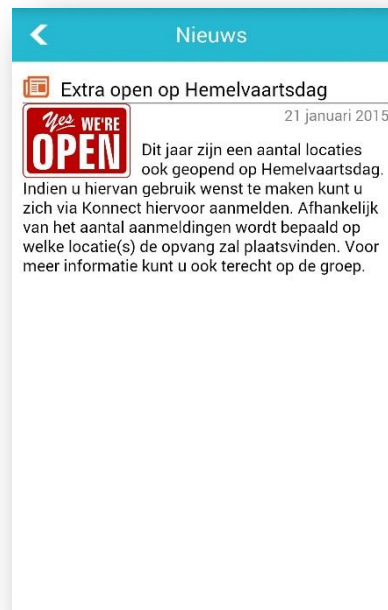 Nieuws
Extra open op Hemelvaartsdag
21 januari 2015
Yes WE'RE
OPEN
Dit jaar zijn een aantal locaties
ook geopend op Hemelvaartsdag.
Indien u hiervan gebruik wenst te maken kunt u
zich via Konnect hiervoor aanmelden. Afhankelijk
van het aantal aanmeldingen wordt bepaald op
welke locatie(s) de opvang zal plaatsvinden. Voor
meer informatie kunt u ook terecht op de groep.